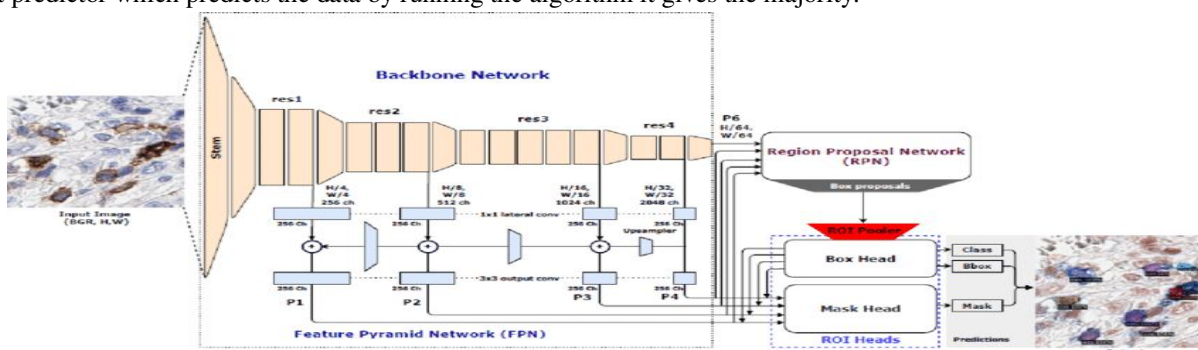 predictor which predicts the data by running the algorithm it gives the majority.
Backbone Network
Stem
res1
res2
res3
res4
P6
H/64,
W/64
Input Image
(BGR, H,W)
H/4,
W/4
256 ch
H/8,
W/8
512 ch
H/16,
W/16
1024 ch
H/32,
W/32
2048 ch
256 Ch
256 Ch
1x1 lateral conv
256 Ch
256 Ch
Upsampler
256 Ch
256 Ch
3x3 output conv
256 Ch
256 Ch
P1
P2
P3
P4
Feature Pyramid Network (FPN)
Region Proposal Network
(RPN)
Box proposals
ROI Pooler
Box Head
Mask Head
ROI Heads
Class
Bbox
Mask
Predictions